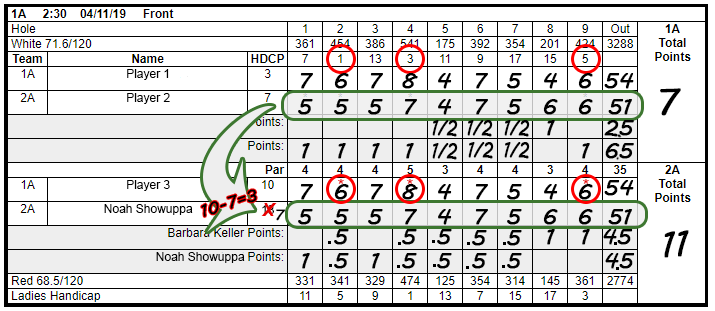 1A 2:30 04/11/19 Front
Hole 1 2 3 4 5 6 7 8 9 Out 1A
White 71.6/120 361 454 386 541 175 392 354 201 424 3288 Total
Team Name HDCP 7 1 13 3 11 9 17 15 5 Points
1A Player 1 3 7 6 7 8 4 7 5 4 6 54
2A Player 2 7 5 5 5 7 4 7 5 6 6 51 7
oints: 1/2 1/2 1/2 1 2.5
Points: 1 1 1 1 1/2 1/2 1/2 1 6.5
Par 4 4 4 5 3 4 4 3 4 35 2A
1A Player 3 10 7 6 7 8 4 7 5 4 6 54 Total
10-7=3
2A Noah Showuppa 7 5 5 5 7 4 7 5 6 6 51 Points
Barbara Keller Points: .5 .5 .5 .5 .5 1 1 4.5 11
Noah Showuppa Points: 1 .5 1 .5 .5 .5 .5 4.5
Red 68.5/120 331 341 329 474 125 354 314 145 361 2774
Ladies Handicap 11 5 9 1 13 7 15 17 3